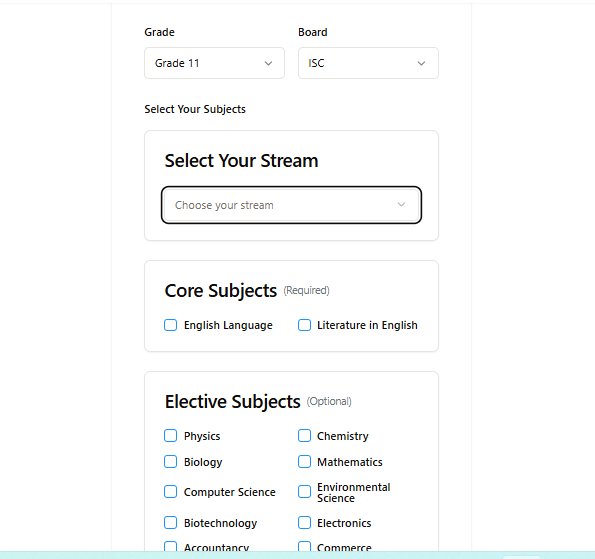 Grade Board
Grade 11 ISC
Select Your Subjects
Select Your Stream
Choose your stream
Core Subjects (Required)
English Language Literature in English
Elective Subjects (Optional)
Physics Chemistry
Biology Mathematics
Computer Science Environmental
Science
Biotechnology Electronics
Accountancy Commerce